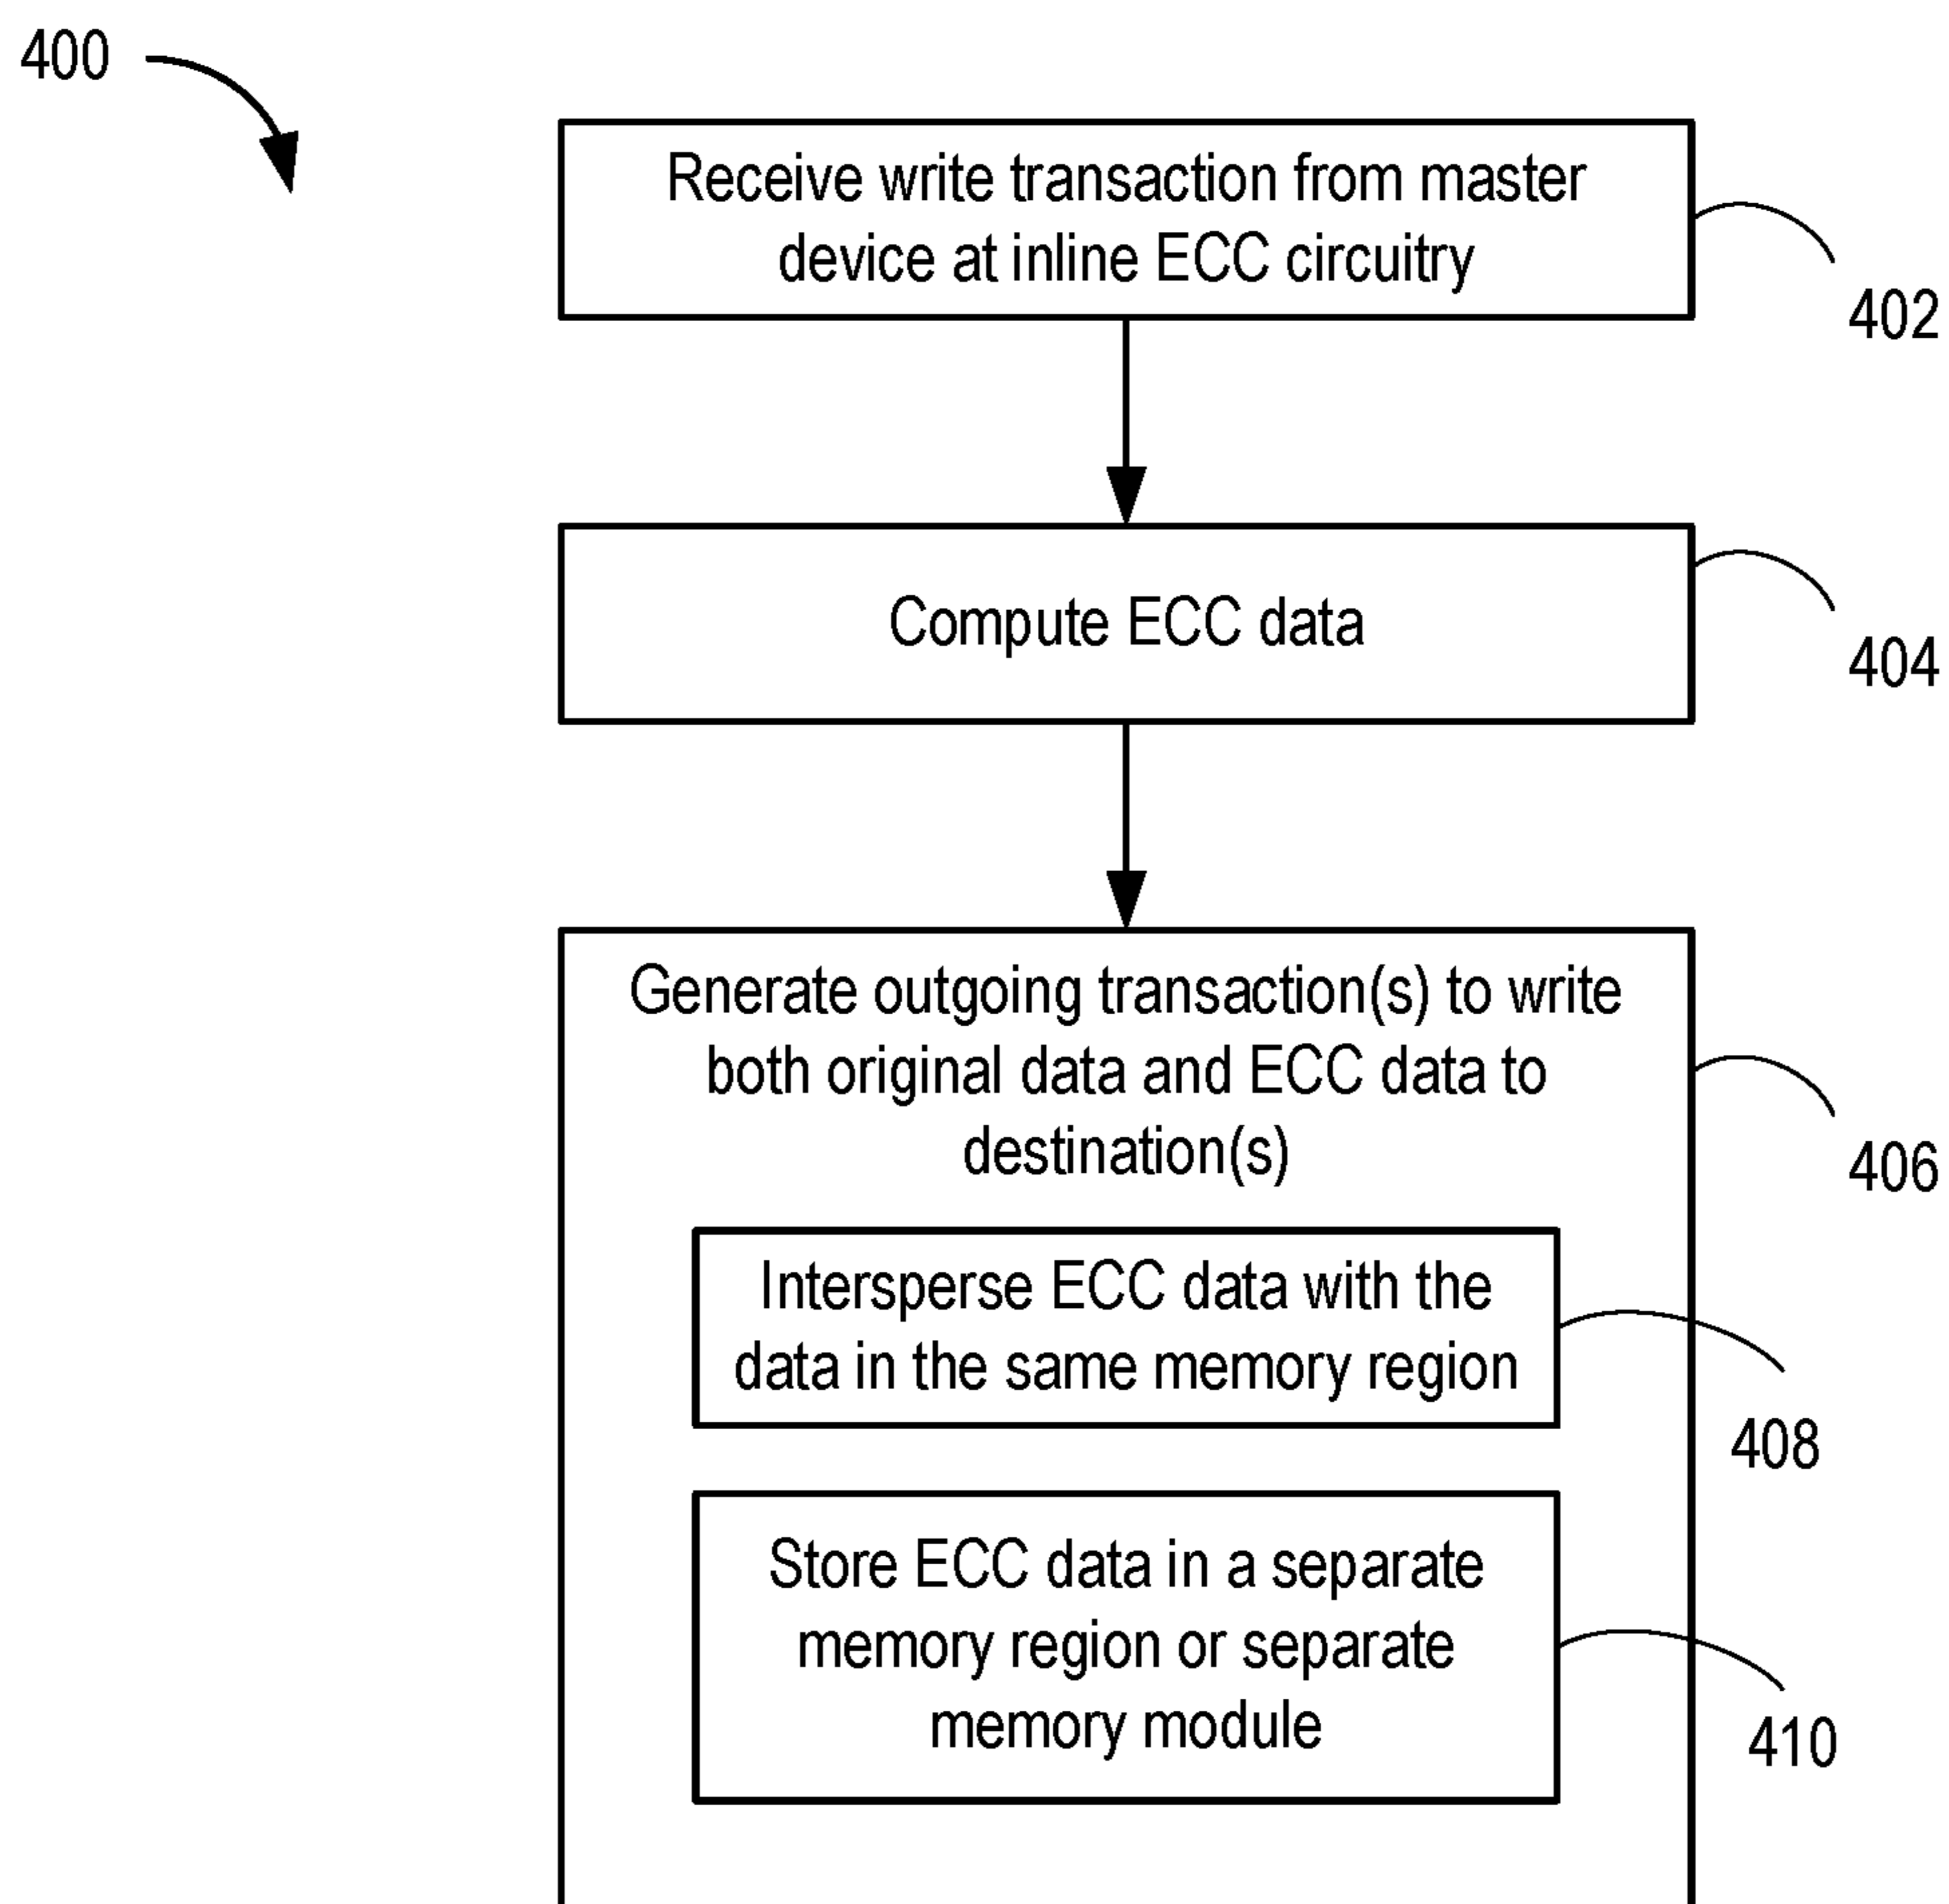 400
Receive write transaction from master
device at inline ECC circuitry
402
Compute ECC data
404
Generate outgoing transaction(s) to write
both original data and ECC data to
destination(s)
406
Intersperse ECC data with the
data in the same memory region
408
Store ECC data in a separate
memory region or separate
memory module
410